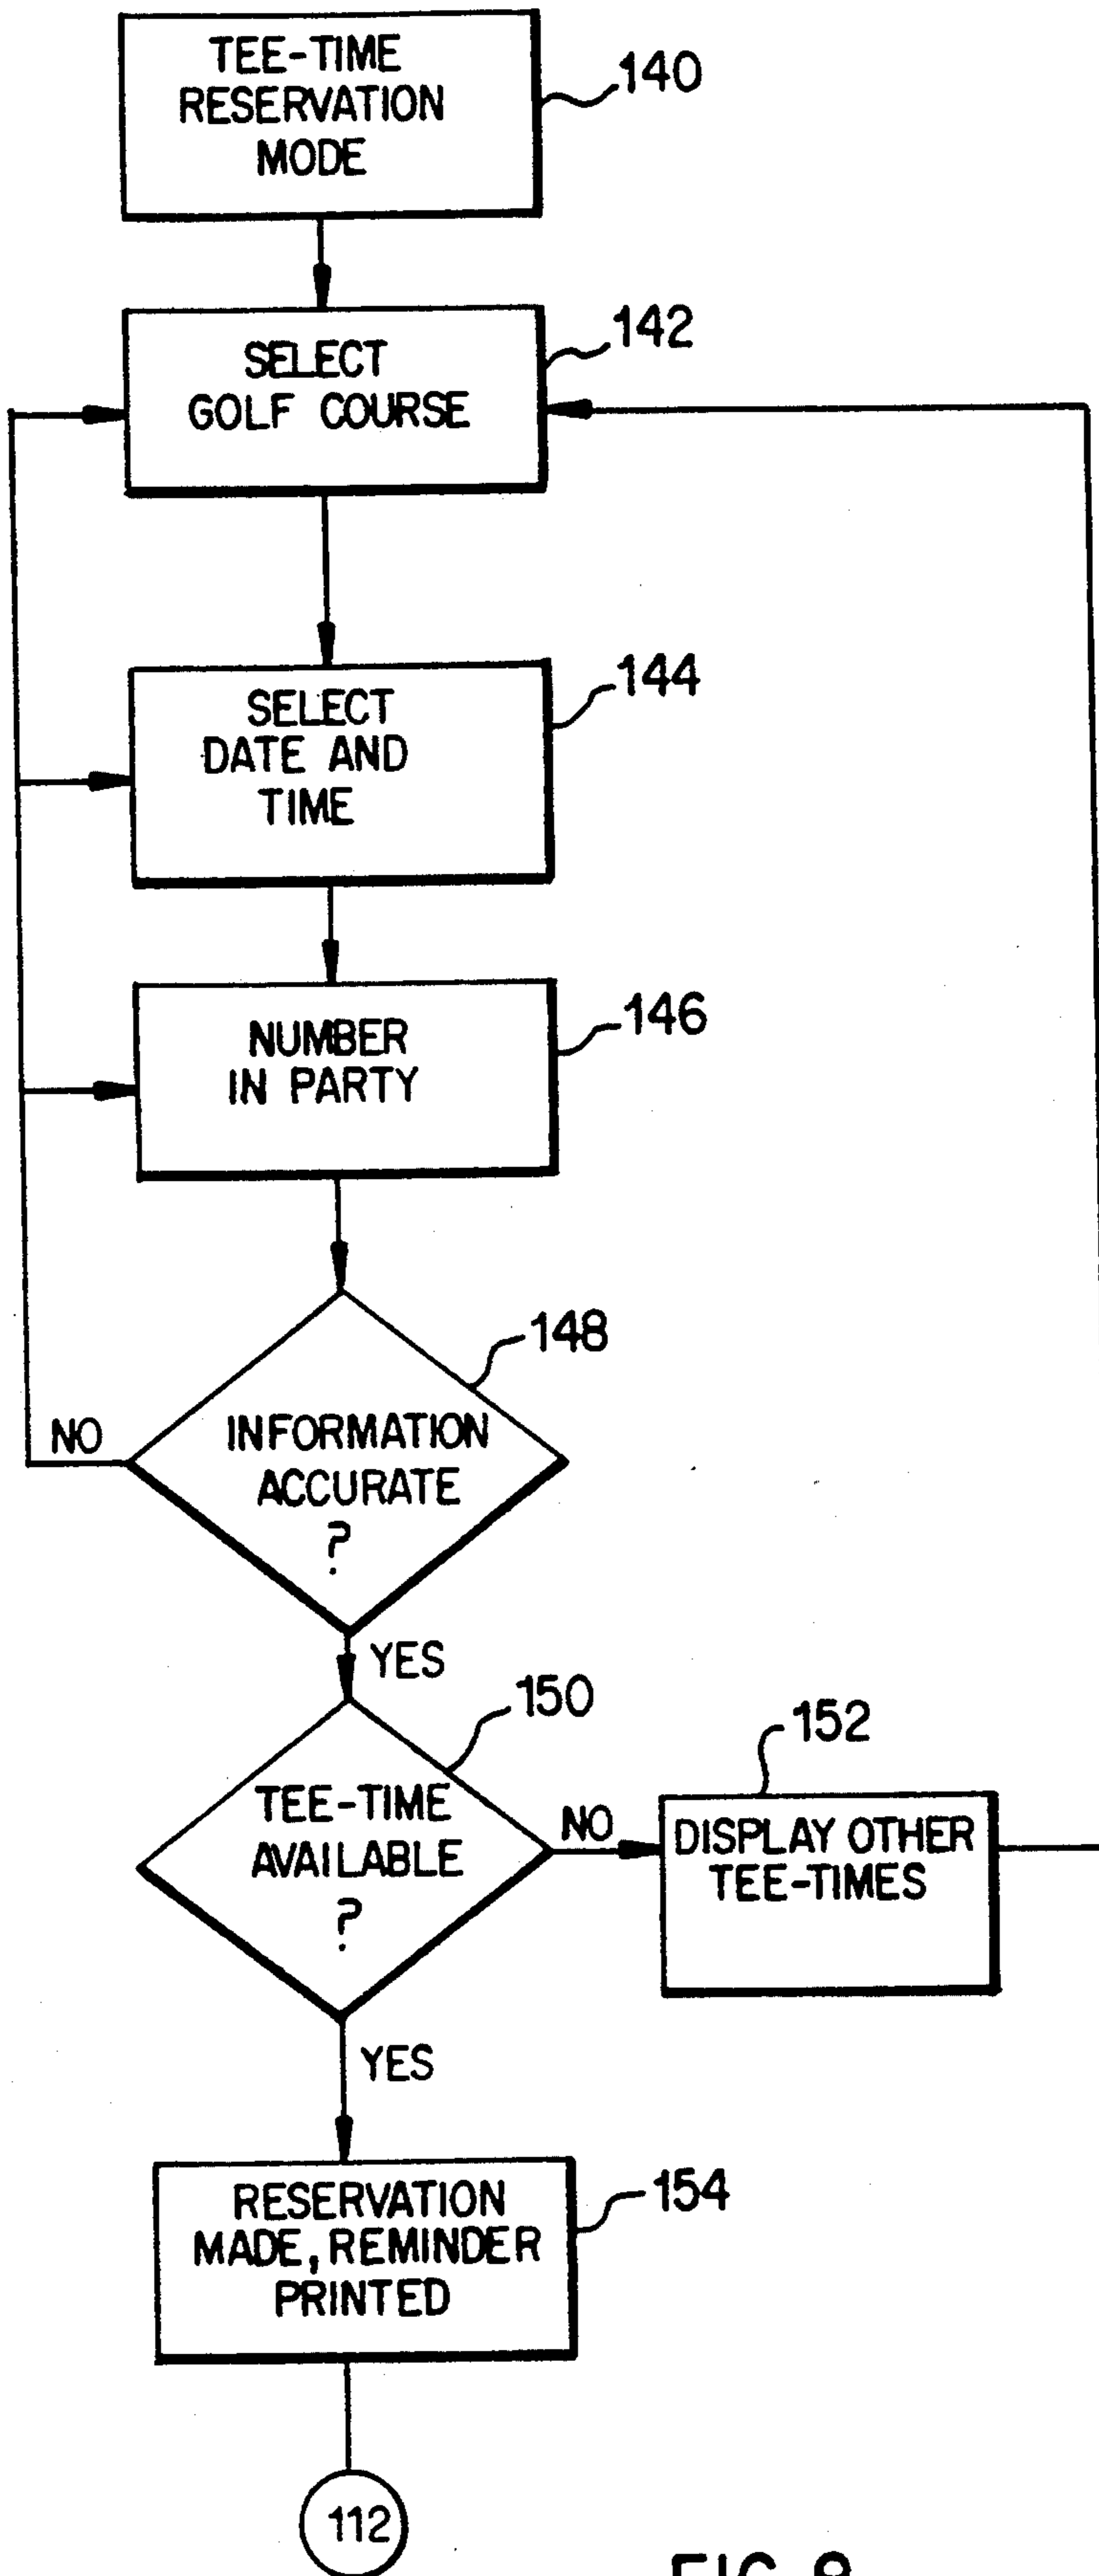 TEE-TIME
RESERVATION
MODE
140
SELECT
GOLF COURSE
142
SELECT
DATE AND
TIME
144
NUMBER
IN PARTY
146
148
INFORMATION
ACCURATE
?
NO
YES
150
TEE-TIME
AVAILABLE
?
NO
152
DISPLAY OTHER
TEE-TIMES
YES
RESERVATION
MADE, REMINDER
PRINTED
154
112